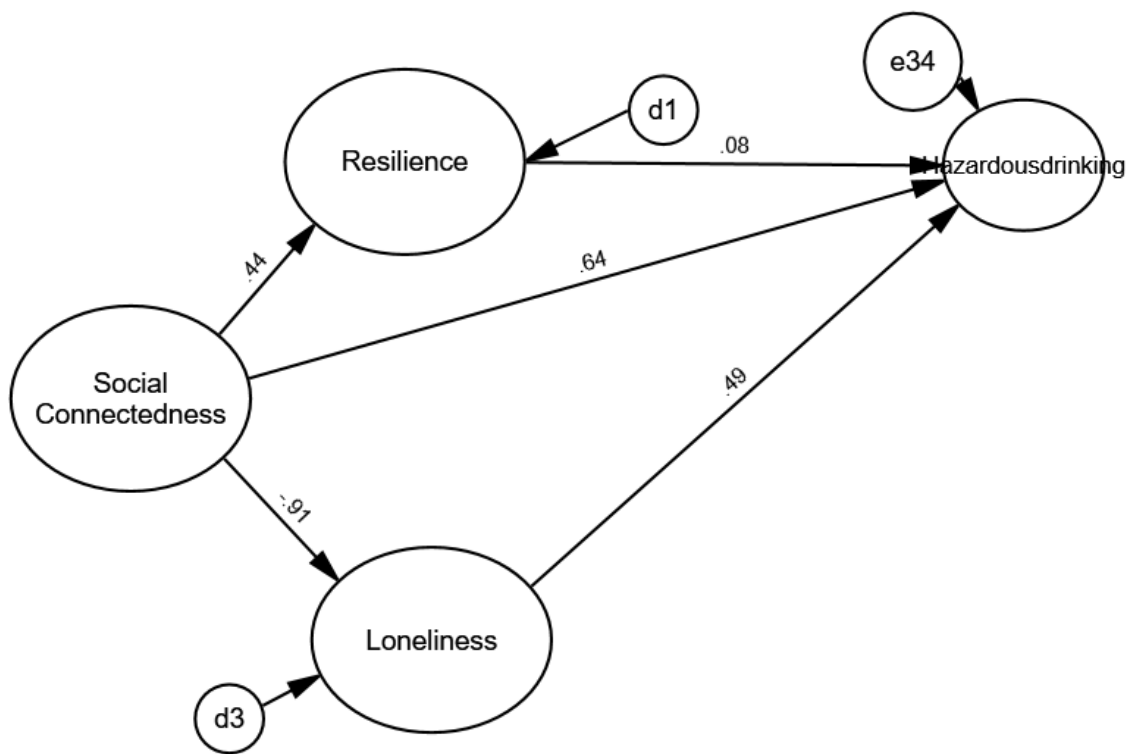 e34
d1
Resilience
.08
Hazardousdrinking
.44
.64
Social
Connectedness
.49
-.91
Loneliness
d3